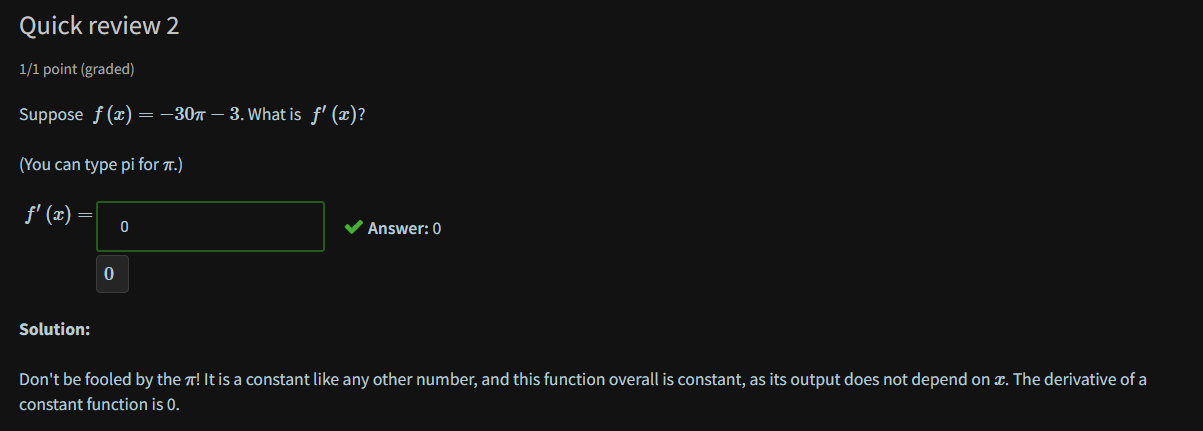 Quick review 2
1/1 point (graded)
Suppose f (x) = −30π − 3. What is f′ (x)?
(You can type pi for π.)
f′ (x) = 0 ✔ Answer: 0
0
Solution:
Don't be fooled by the π! It is a constant like any other number, and this function overall is constant, as its output does not depend on x. The derivative of a
constant function is 0.